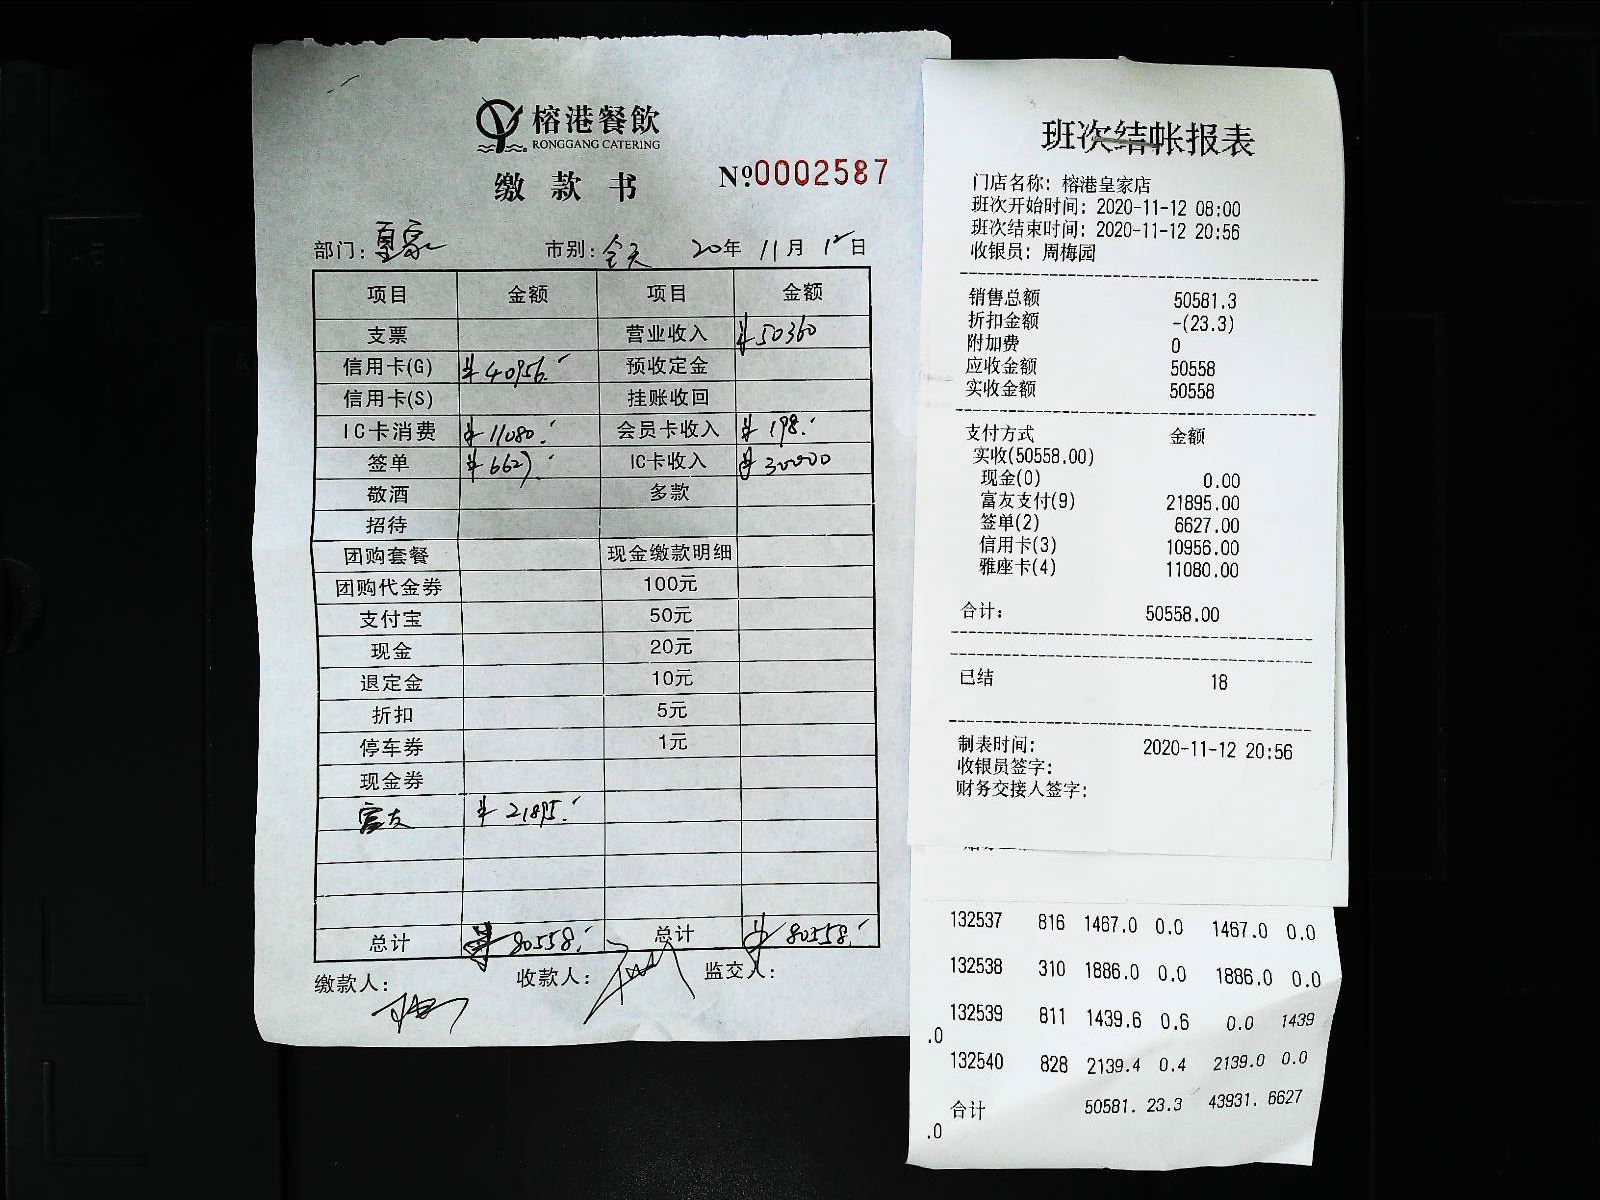 榕港餐飲
RONGGANG CATERING
缴款书
№0002587
部门:皇家 市别:全天 20年 11月 12日
项目 金额 项目 金额
支票 营业收入 ¥50360
信用卡(G) ¥40956.- 预收定金
信用卡(S) 挂账收回
IC卡消费 ¥11080.- 会员卡收入 ¥198.-
签单 ¥6627.- IC卡收入 ¥30000
敬酒 多款
招待
团购套餐 现金缴款明细
团购代金券 100元
支付宝 50元
现金 20元
退定金 10元
折扣 5元
停车券 1元
现金券
富友 ¥21895.-
总计 ¥80558.- 总计 ¥80558.-
缴款人: 收款人: 监交人:
班次结帐报表
门店名称: 榕港皇家店
班次开始时间: 2020-11-12 08:00
班次结束时间: 2020-11-12 20:56
收银员: 周梅园
销售总额 50581.3
折扣金额 -(23.3)
附加费 0
应收金额 50558
实收金额 50558
支付方式 金额
实收(50558.00)
现金(0) 0.00
富友支付(9) 21895.00
签单(2) 6627.00
信用卡(3) 10956.00
雅座卡(4) 11080.00
合计: 50558.00
已结 18
制表时间: 2020-11-12 20:56
收银员签字:
财务交接人签字:
132537 816 1467.0 0.0 1467.0 0.0
132538 310 1886.0 0.0 1886.0 0.0
132539 811 1439.6 0.6 0.0 1439
.0
132540 828 2139.4 0.4 2139.0 0.0
合计 50581. 23.3 43931. 6627
.0